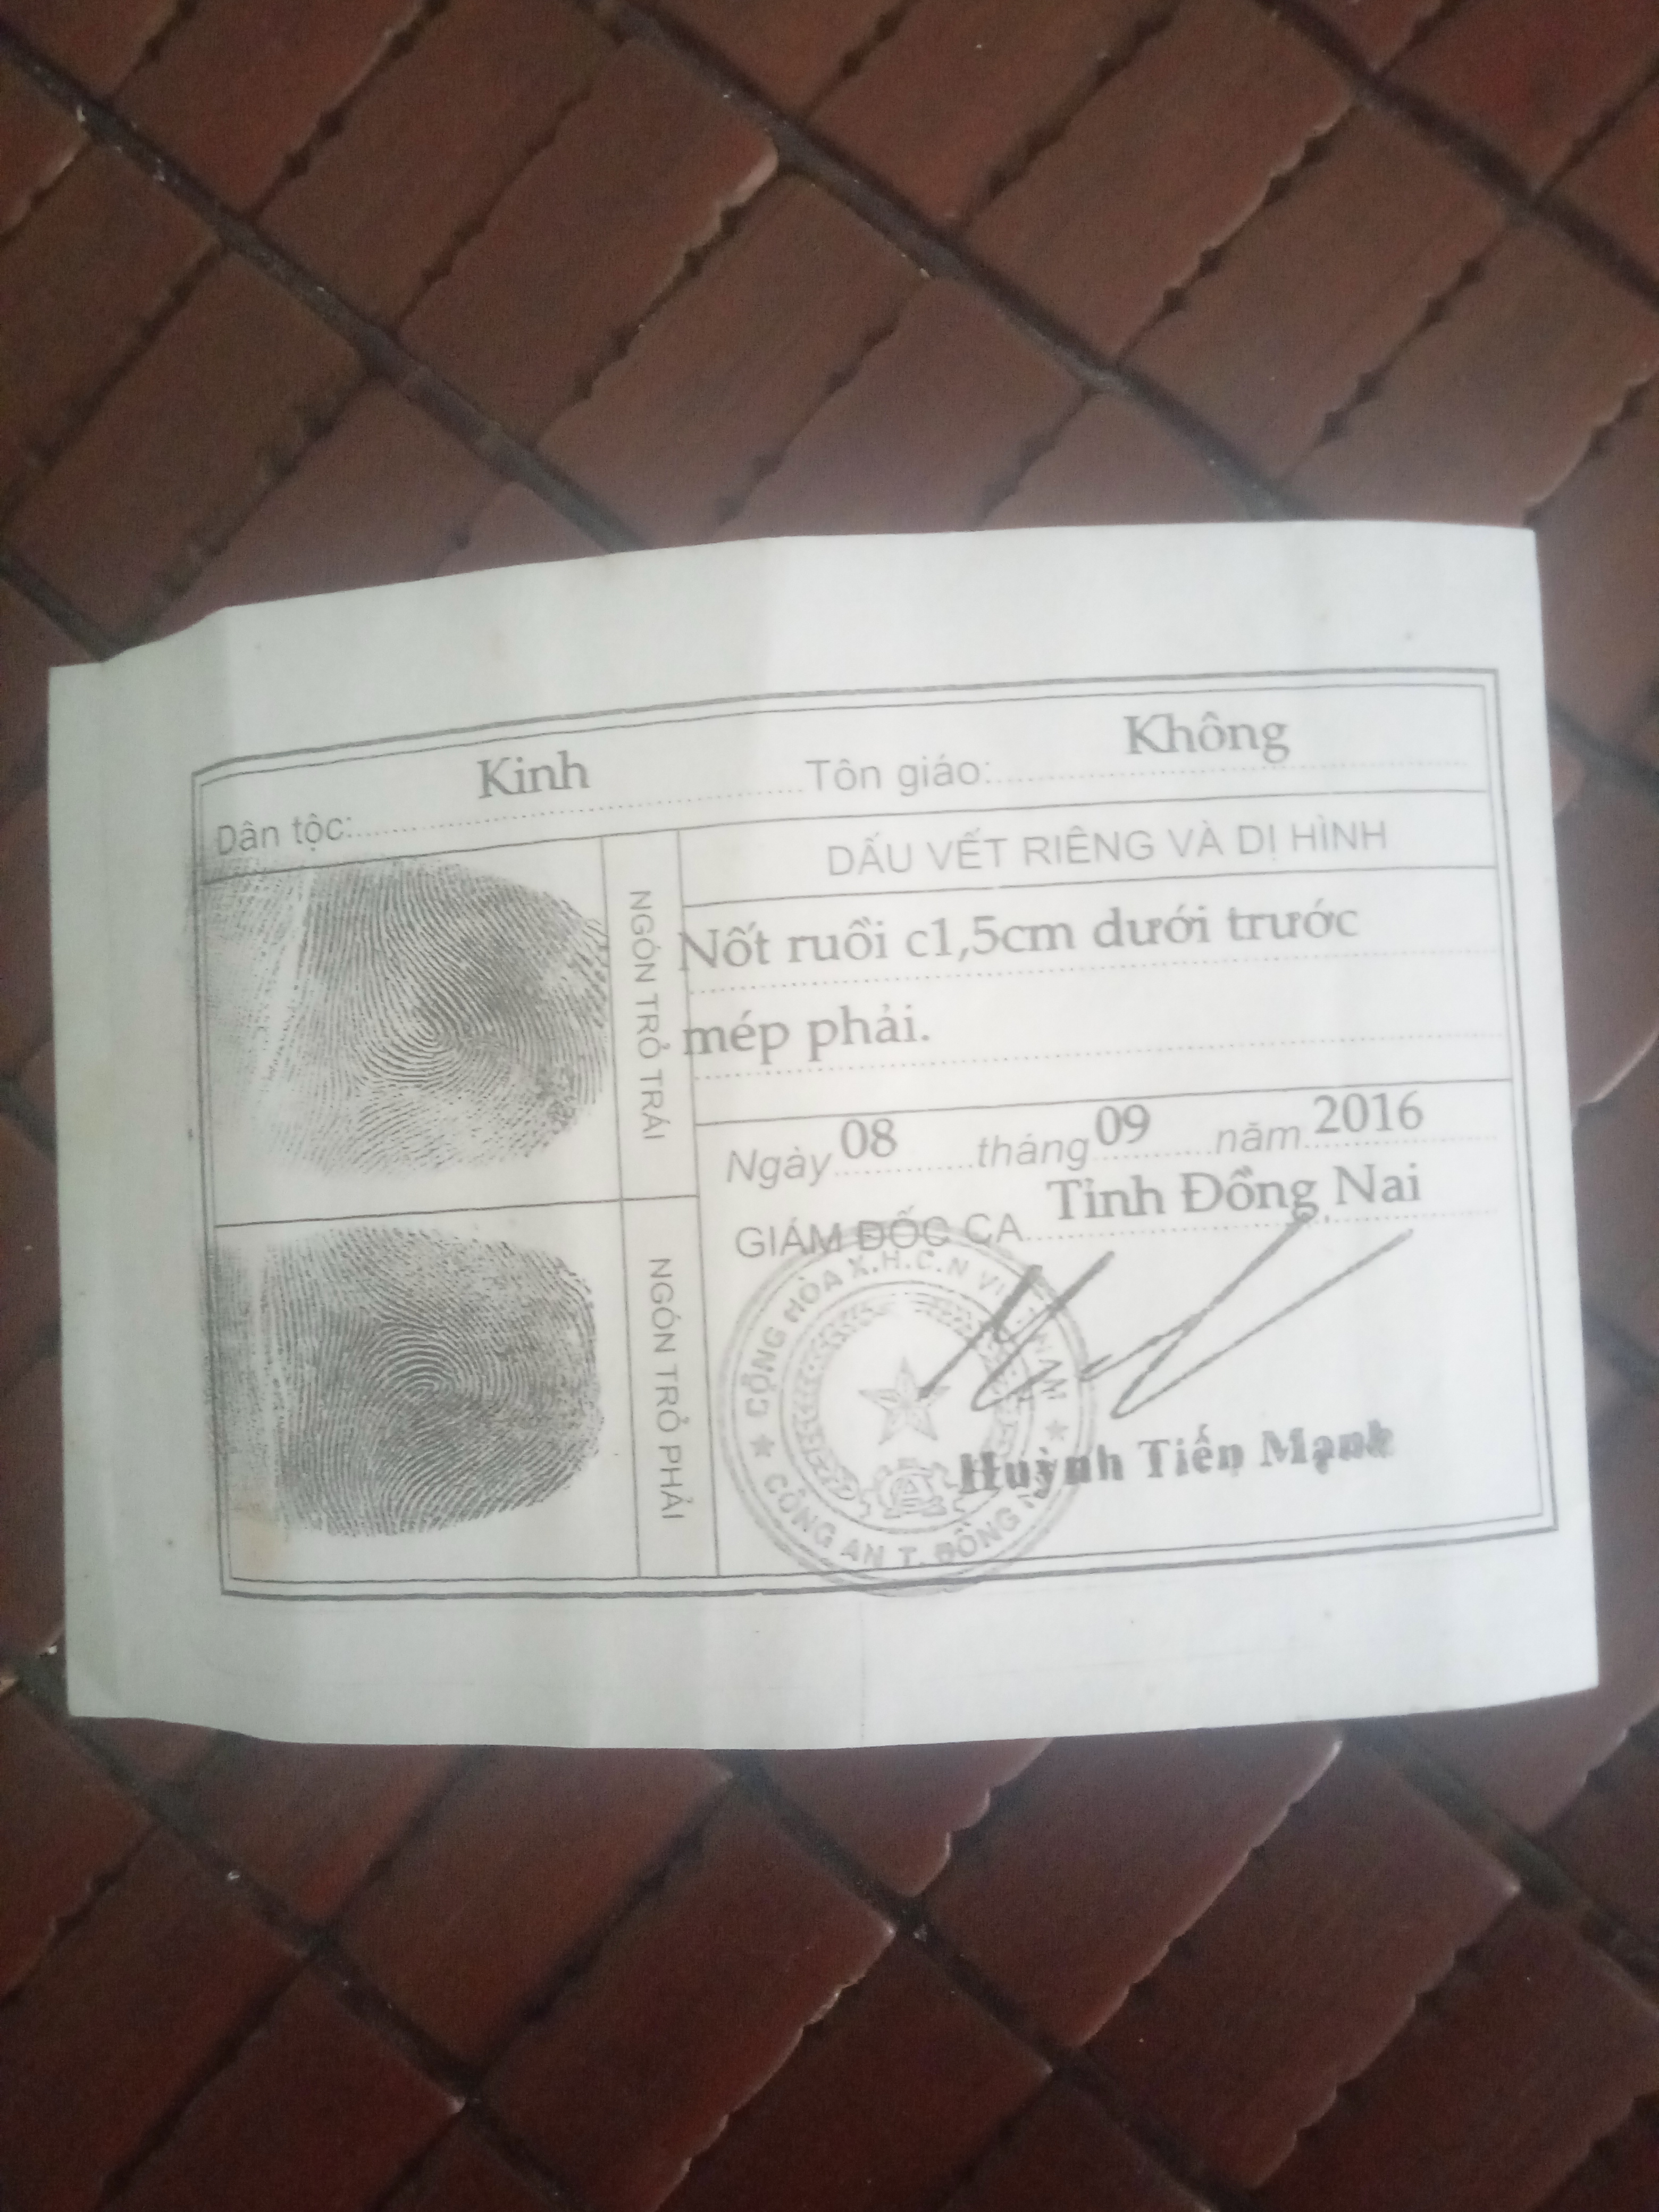 Dân tộc: Kinh Tôn giáo: Không
NGÓN TRỎ TRÁI
NGÓN TRỎ PHẢI
DẤU VẾT RIÊNG VÀ DỊ HÌNH
Nốt ruồi c1,5cm dưới trước
mép phải.
Ngày 08 tháng 09 năm 2016
GIÁM ĐỐC CA Tỉnh Đồng Nai
CỘNG HÒA X.H.C.N VIỆT NAM
CÔNG AN T. ĐỒNG
Huỳnh Tiến Mạnh